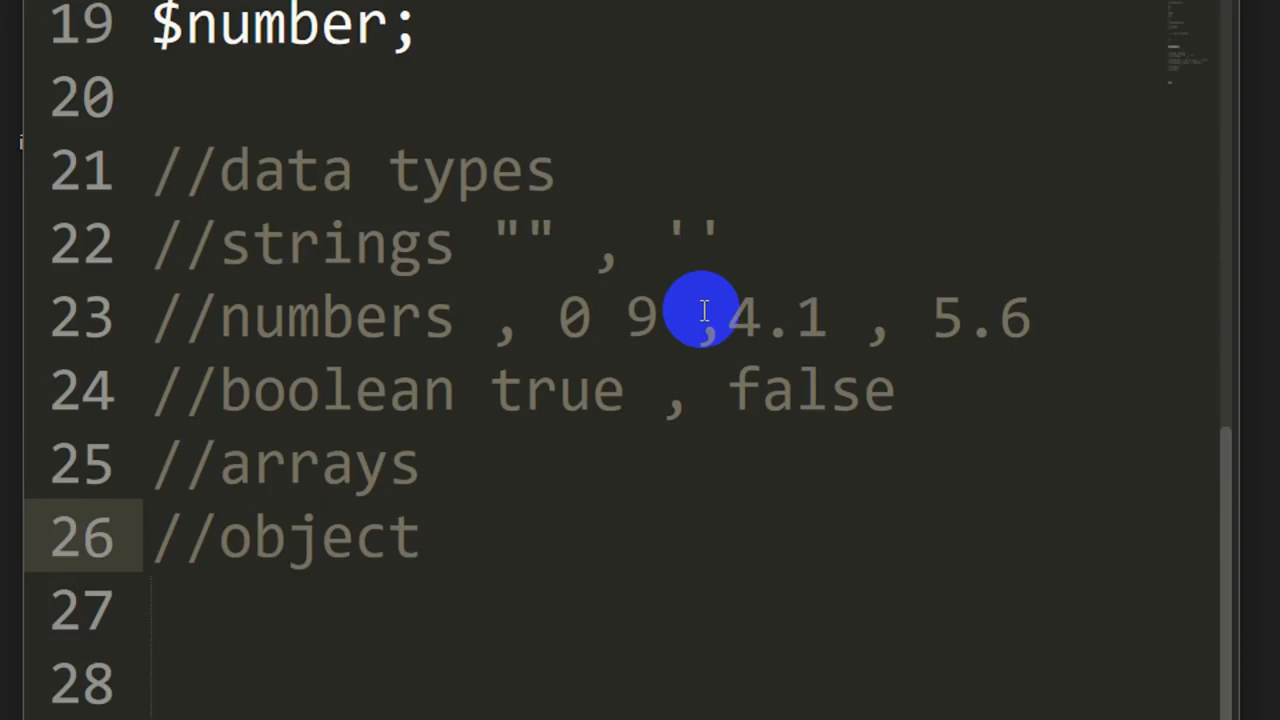 19 $number;
20
21 //data types
22 //strings "" , ''
23 //numbers , 0 9 ,4.1 , 5.6
24 //boolean true , false
25 //arrays
26 //object
27
28